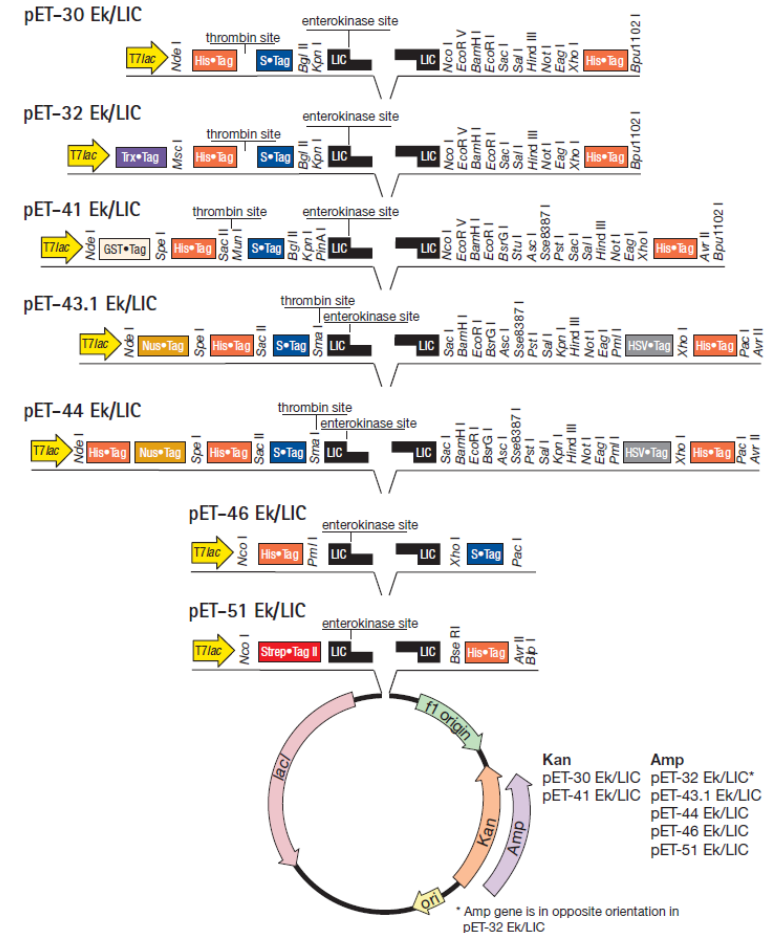 pET-30 Ek/LIC
thrombin site
enterokinase site
T7lac Nde I His•Tag S•Tag Bgl II Kpn I LIC LIC Nco I EcoR V BamH I EcoR I Sac I Sal I Hind III Not I Eag I Xho I His•Tag Bpu1102 I
pET-32 Ek/LIC
enterokinase site
thrombin site
T7lac Trx•Tag Msc I His•Tag S•Tag Bgl II Kpn I LIC LIC Nco I EcoR V BamH I EcoR I Sac I Sal I Hind III Not I Eag I Xho I His•Tag Bpu1102 I
pET-41 Ek/LIC
thrombin site enterokinase site
T7lac Nde I GST•Tag Spe I His•Tag Sac II Mun I S•Tag Bgl II Kpn I PinA I LIC LIC Nco I EcoR V BamH I EcoR I BsrG I Stu I Asc I Sse8387 I Pst I Sac I Sal I Hind III Not I Eag I Xho I His•Tag Avr II Bpu1102 I
pET-43.1 Ek/LIC
thrombin site
enterokinase site
T7lac Nde I Nus•Tag Spe I His•Tag Sac II S•Tag Sma I LIC LIC Sac I BamH I EcoR I BsrG I Asc I Sse8387 I Pst I Sal I Kpn I Hind III Not I Eag I Pml I HSV•Tag Xho I His•Tag Pac I Avr II
pET-44 Ek/LIC
thrombin site
enterokinase site
T7lac Nde I His•Tag Nus•Tag Spe I His•Tag Sac II S•Tag Sma I LIC LIC Sac I BamH I EcoR I BsrG I Asc I Sse8387 I Pst I Sal I Kpn I Hind III Not I Eag I Pml I HSV•Tag Xho I His•Tag Pac I Avr II
pET-46 Ek/LIC
enterokinase site
T7lac Nco I His•Tag Pml I LIC LIC Xho I S•Tag Pac I
pET-51 Ek/LIC
enterokinase site
T7lac Nco I Strep•Tag II LIC LIC Bse RI His•Tag Avr II Blp I
f1 origin
lacI
Kan
Amp
ori
Kan Amp
pET-30 Ek/LIC pET-32 Ek/LIC*
pET-41 Ek/LIC pET-43.1 Ek/LIC
pET-44 Ek/LIC
pET-46 Ek/LIC
pET-51 Ek/LIC
* Amp gene is in opposite orientation in
pET-32 Ek/LIC